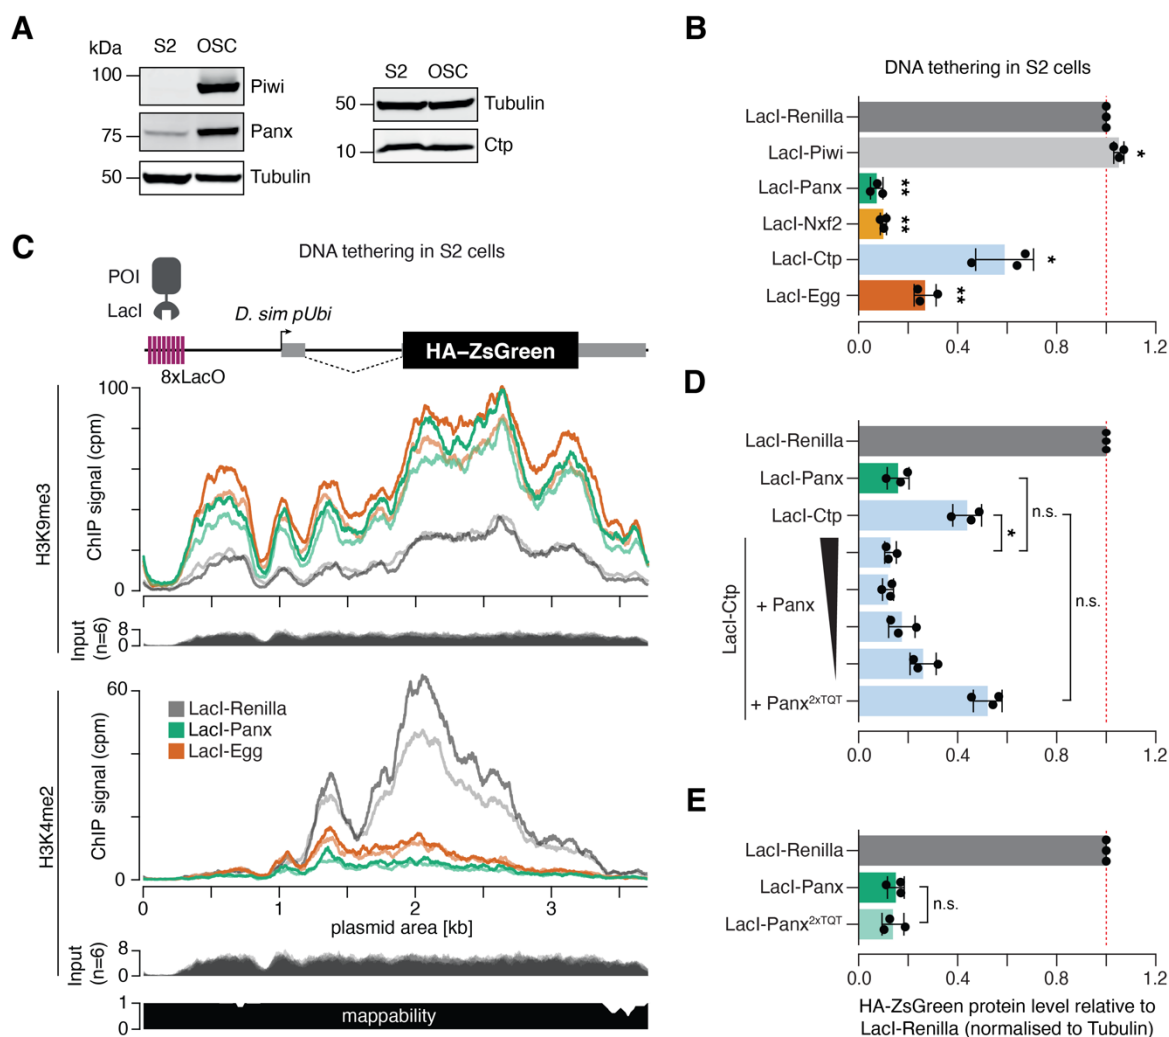 A
kDa
S2 OSC
100
Piwi
75
Panx
50
Tubulin
S2 OSC
50
Tubulin
10
Ctp
B
DNA tethering in S2 cells
LacI-Renilla
LacI-Piwi
*
LacI-Panx
**
LacI-Nxf2
**
LacI-Ctp
*
LacI-Egg
**
0.0 0.4 0.8 1.2
C
DNA tethering in S2 cells
POI
LacI
D. sim pUbi
HA–ZsGreen
8xLacO
H3K9me3
ChIP signal (cpm)
100
0
Input
(n=6)
8
0
H3K4me2
ChIP signal (cpm)
60
0
LacI-Renilla
LacI-Panx
LacI-Egg
0 1 2 3
plasmid area [kb]
Input
(n=6)
8
0
1
0
mappability
D
LacI-Renilla
LacI-Panx
LacI-Ctp
n.s.
*
LacI-Ctp
+ Panx
n.s.
+ Panx2xTQT
0.0 0.4 0.8 1.2
E
LacI-Renilla
LacI-Panx
n.s.
LacI-Panx2xTQT
0.0 0.4 0.8 1.2
HA-ZsGreen protein level relative to
LacI-Renilla (normalised to Tubulin)